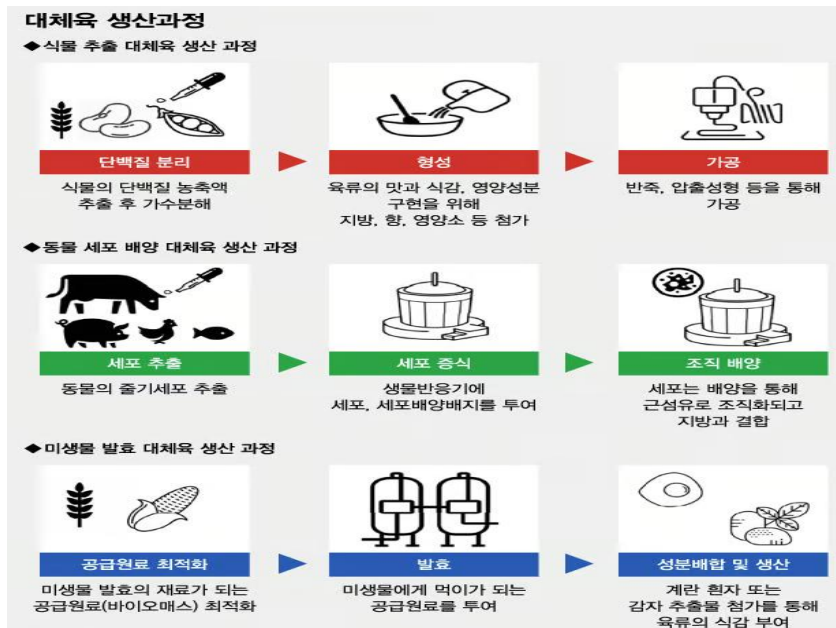 대체육 생산과정
◆식물 추출 대체육 생산 과정
단백질 분리
형성
가공
식물의 단백질 농축액
추출 후 가수분해
육류의 맛과 식감, 영양성분
구현을 위해
지방, 향, 영양소 등 첨가
반죽, 압출성형 등을 통해
가공
◆동물 세포 배양 대체육 생산 과정
세포 추출
세포 증식
조직 배양
동물의 줄기세포 추출
생물반응기에
세포, 세포배양배지를 투여
세포는 배양을 통해
근섬유로 조직화되고
지방과 결합
◆미생물 발효 대체육 생산 과정
공급원료 최적화
발효
성분배합 및 생산
미생물 발효의 재료가 되는
공급원료(바이오매스) 최적화
미생물에게 먹이가 되는
공급원료를 투여
계란 흰자 또는
감자 추출물 첨가를 통해
육류의 식감 부여